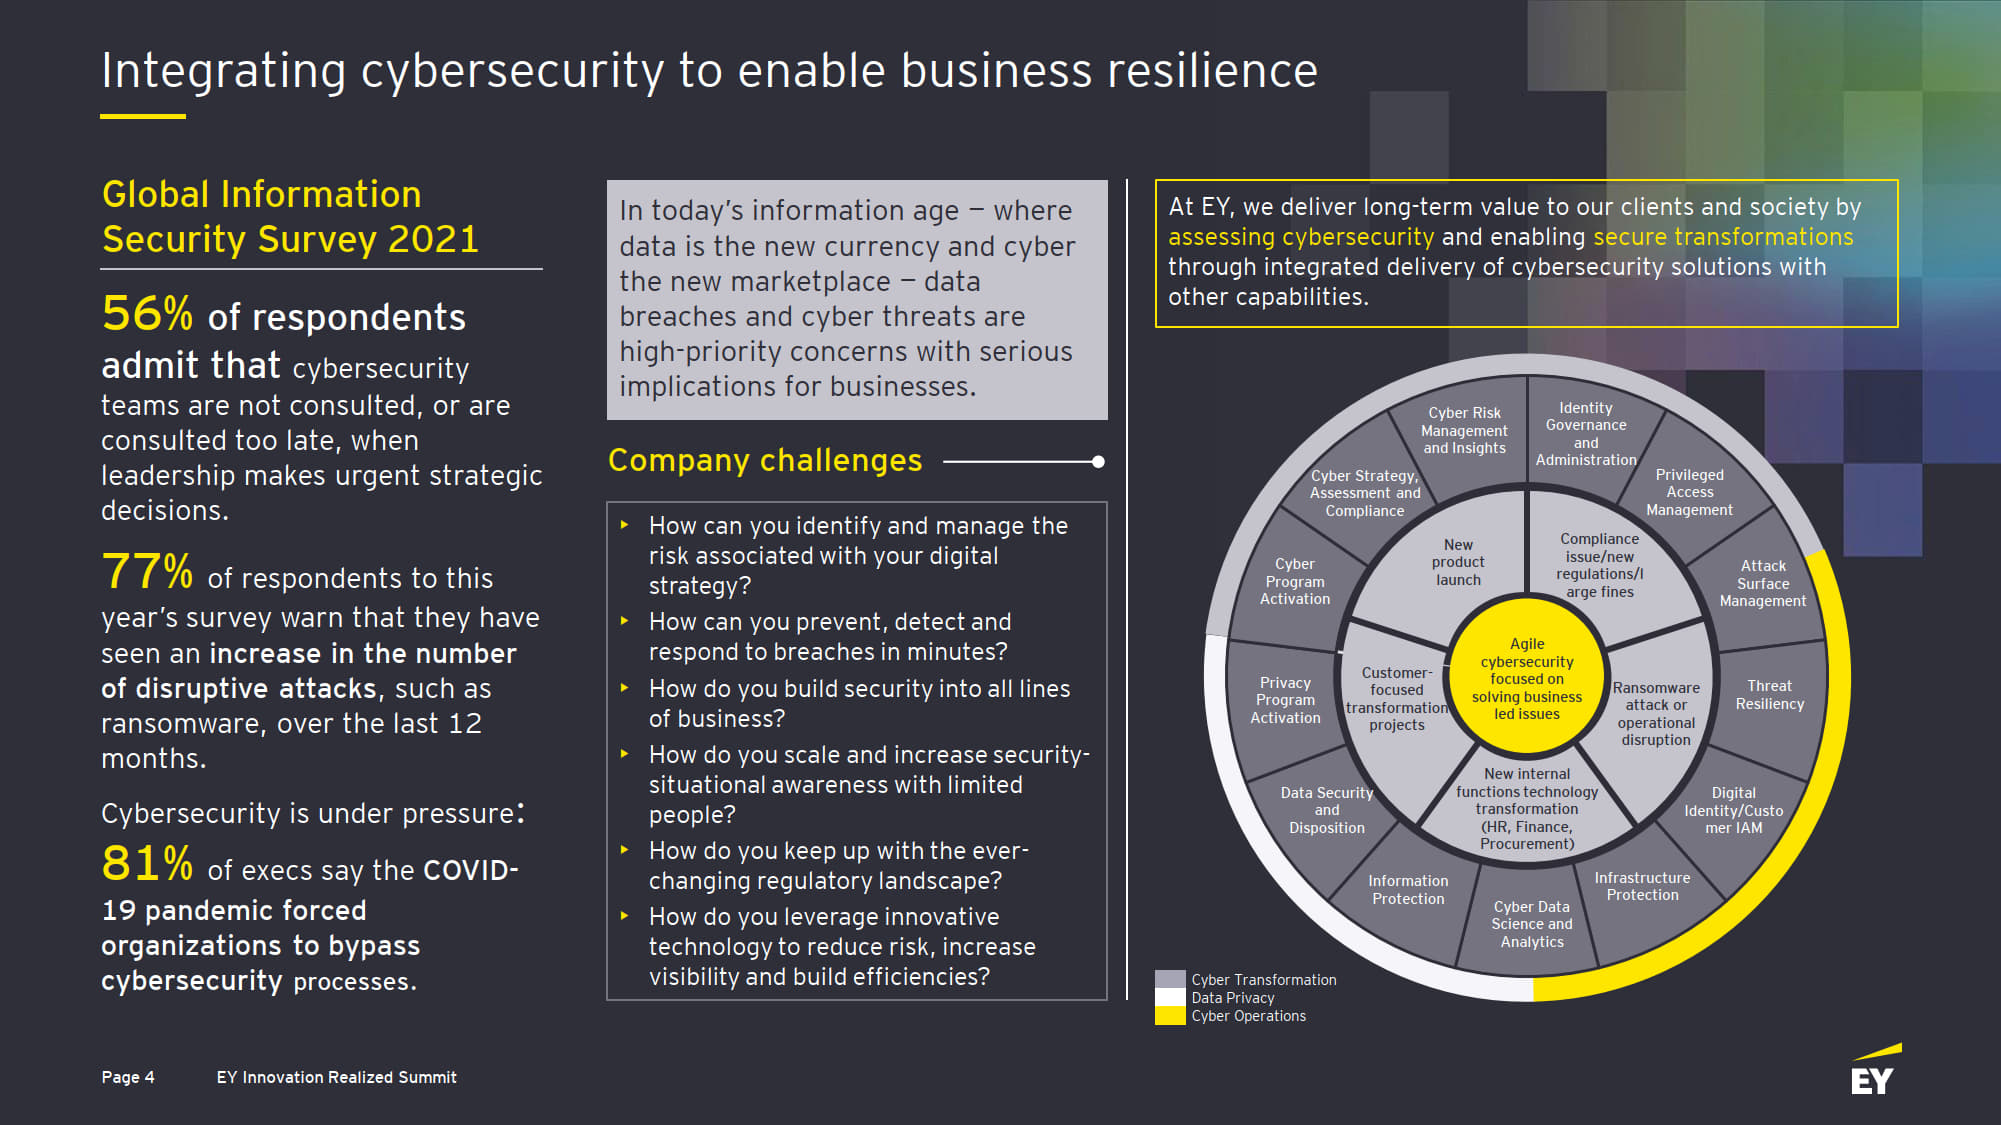 Integrating cybersecurity to enable business resilience
Global Information
Security Survey 2021
56% of respondents
admit that cybersecurity
teams are not consulted, or are
consulted too late, when
leadership makes urgent strategic
decisions.
77% of respondents to this
year's survey warn that they have
seen an increase in the number
of disruptive attacks, such as
ransomware, over the last 12
months.
Cybersecurity is under pressure:
81% of execs say the COVID-
19 pandemic forced
organizations to bypass
cybersecurity processes.
In today's information age – where
data is the new currency and cyber
the new marketplace – data
breaches and cyber threats are
high-priority concerns with serious
implications for businesses.
Company challenges
How can you identify and manage the
risk associated with your digital
strategy?
How can you prevent, detect and
respond to breaches in minutes?
How do you build security into all lines
of business?
How do you scale and increase security-
situational awareness with limited
people?
How do you keep up with the ever-
changing regulatory landscape?
How do you leverage innovative
technology to reduce risk, increase
visibility and build efficiencies?
At EY, we deliver long-term value to our clients and society by
assessing cybersecurity and enabling secure transformations
through integrated delivery of cybersecurity solutions with
other capabilities.
Cyber Risk
Management
and Insights
Identity
Governance
and
Administration
Privileged
Access
Management
Attack
Surface
Management
Threat
Resiliency
Digital
Identity/Custo
mer IAM
Infrastructure
Protection
Cyber Data
Science and
Analytics
Information
Protection
Data Security
and
Disposition
Privacy
Program
Activation
Cyber
Program
Activation
Cyber Strategy,
Assessment and
Compliance
New
product
launch
Compliance
issue/new
regulations/l
arge fines
Ransomware
attack or
operational
disruption
New internal
functions technology
transformation
(HR, Finance,
Procurement)
Customer-
focused
transformation
projects
Agile
cybersecurity
focused on
solving business
led issues
Cyber Transformation
Data Privacy
Cyber Operations
Page 4
EY Innovation Realized Summit
EY